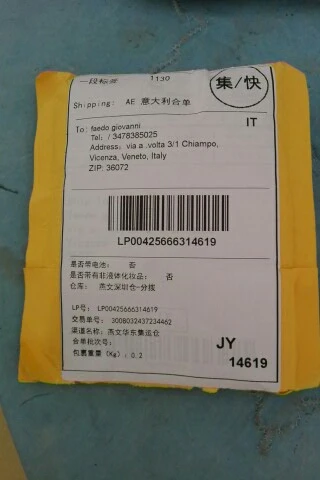 一段标签 1130
集/快
Shipping: AE 意大利合单
IT
To: faedo giovanni
Tel: / 3478385025
Address: via a .volta 3/1 Chiampo,
Vicenza, Veneto, Italy
ZIP: 36072
LP00425666314619
是否带电池: 否
是否带有非液体化妆品: 否
仓库: 燕文深圳仓-分拨
LP号: LP00425666314619
交易单号: 3008032437234462
渠道名称: 燕文华东集运仓
合单批次号:
包裹重量(Kg): 0.2
JY
14619